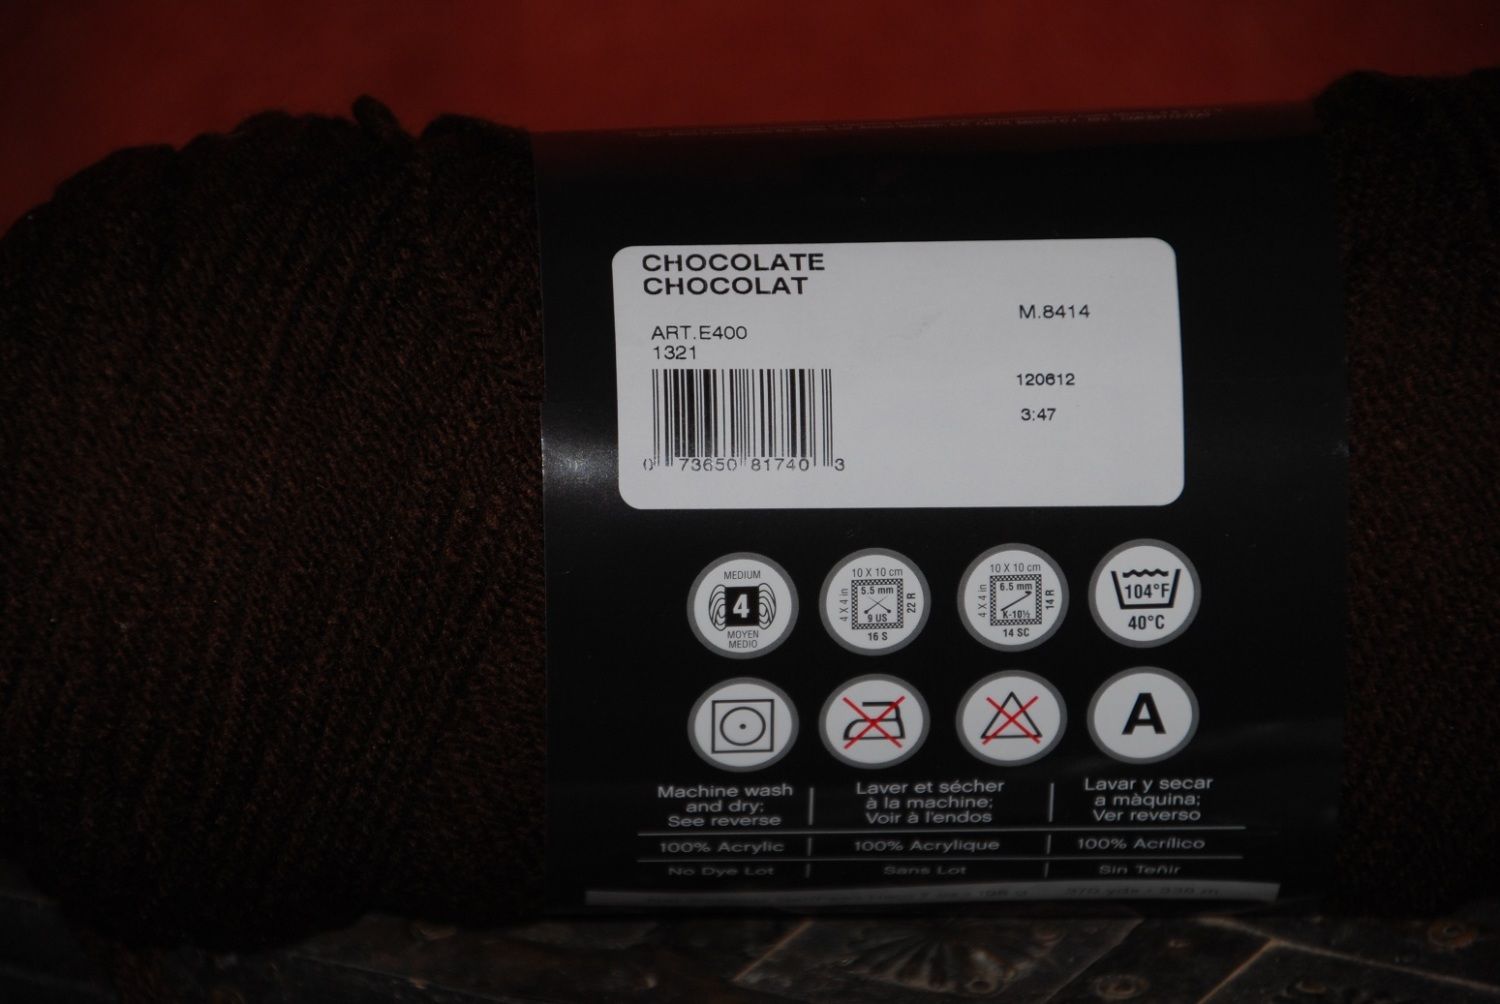 CHOCOLATE
CHOCOLAT
ART.E400
1321
M.8414
120612
3:47
0 73650 81740 3
MEDIUM
4
MOYEN
MEDIO
10 X 10 cm
4 X 4 in
5.5 mm
9 US
22 R
16 S
10 X 10 cm
4 X 4 in
6.5 mm
K-10½
14 R
14 SC
104°F
40°C
A
Machine wash
and dry;
See reverse
Laver et sécher
à la machine;
Voir à l'endos
Lavar y secar
a màquina;
Ver reverso
100% Acrylic
100% Acrylique
100% Acrílico
No Dye Lot
Sans Lot
Sin Teñir